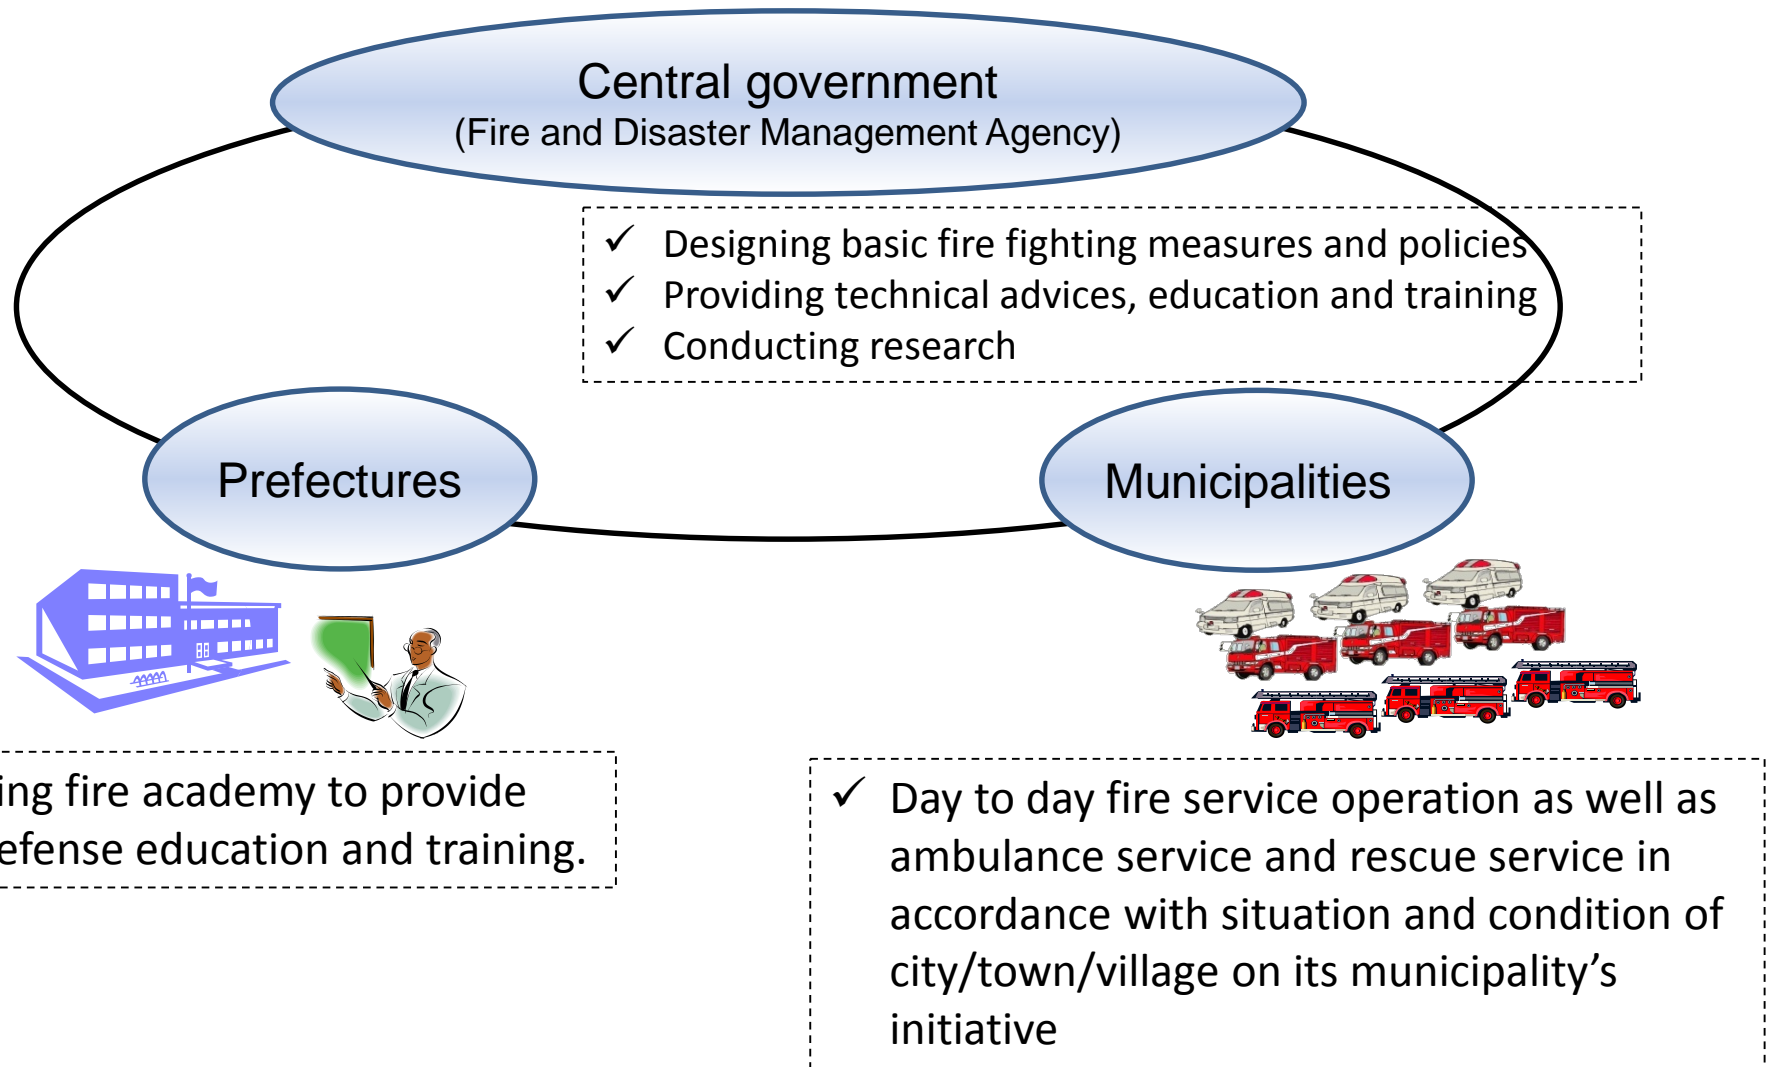 Central government
(Fire and Disaster Management Agency)
✓ Designing basic fire fighting measures and policies
✓ Providing technical advices, education and training
✓ Conducting research
Prefectures
Municipalities
ing fire academy to provide
efense education and training.
✓ Day to day fire service operation as well as
ambulance service and rescue service in
accordance with situation and condition of
city/town/village on its municipality’s
initiative